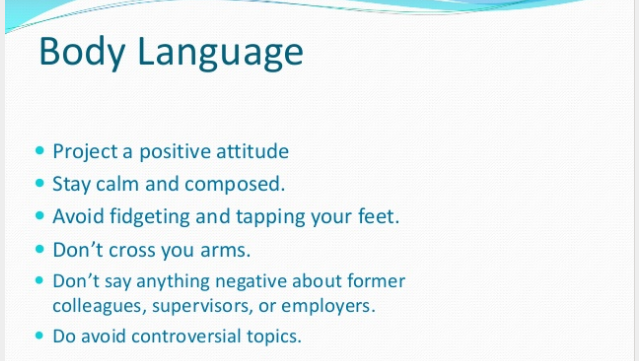 Body Language
Project a positive attitude
Stay calm and composed.
Avoid fidgeting and tapping your feet.
Don’t cross you arms.
Don’t say anything negative about former
colleagues, supervisors, or employers.
Do avoid controversial topics.